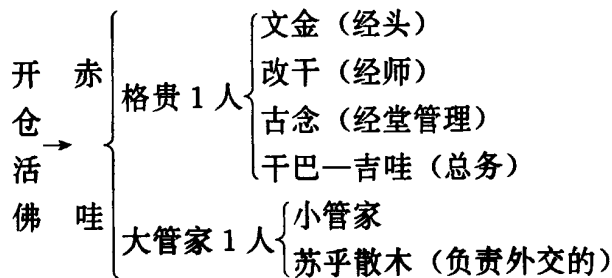 开仓活佛→赤哇
格贵1人
文金（经头）
改干（经师）
古念（经堂管理）
干巴—吉哇（总务）
大管家1人
小管家
苏乎散木（负责外交的）